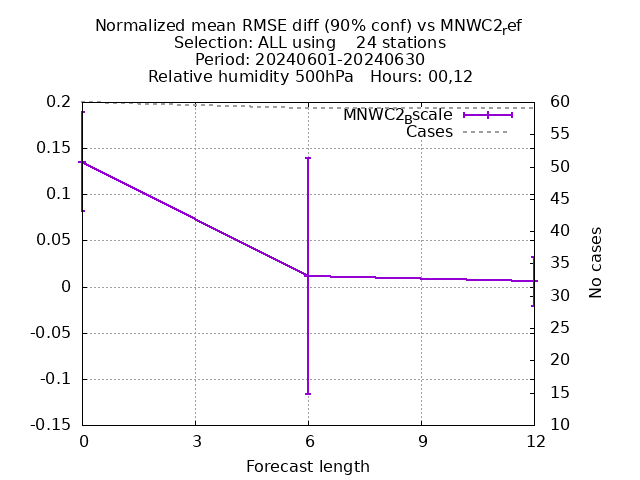 Normalized mean RMSE diff (90% conf) vs MNWC2ref
Selection: ALL using 24 stations
Period: 20240601-20240630
Relative humidity 500hPa Hours: 00,12
MNWC2Bscale
Cases
0.2
0.15
0.1
0.05
0
-0.05
-0.1
-0.15
60
55
50
45
40
35
30
25
20
15
10
No cases
0 3 6 9 12
Forecast length